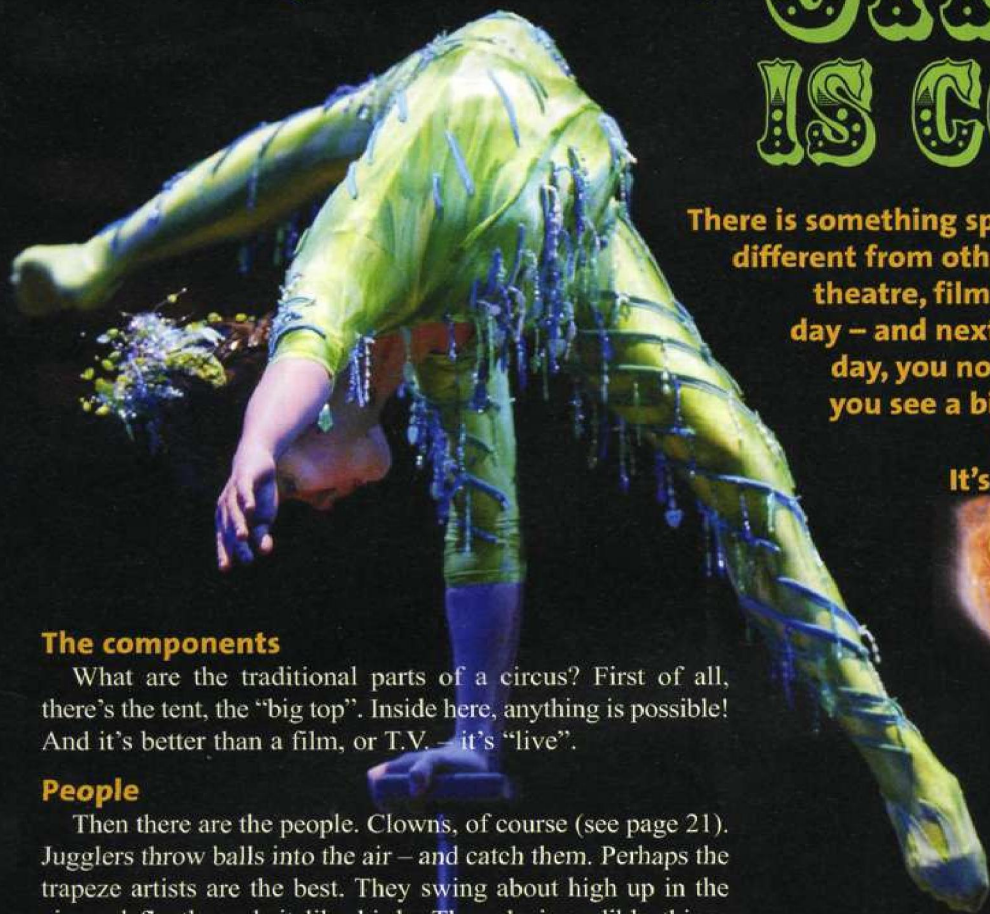 IS
There is something
different from
theatre, film
day – and next
day, you
you see a
It's
The components
What are the traditional parts of a circus? First of all,
there's the tent, the “big top”. Inside here, anything is possible!
And it's better than a film, or T.V. – it's “live”.
People
Then there are the people. Clowns, of course (see page 21).
Jugglers throw balls into the air – and catch them. Perhaps the
trapeze artists are the best. They swing about high up in the